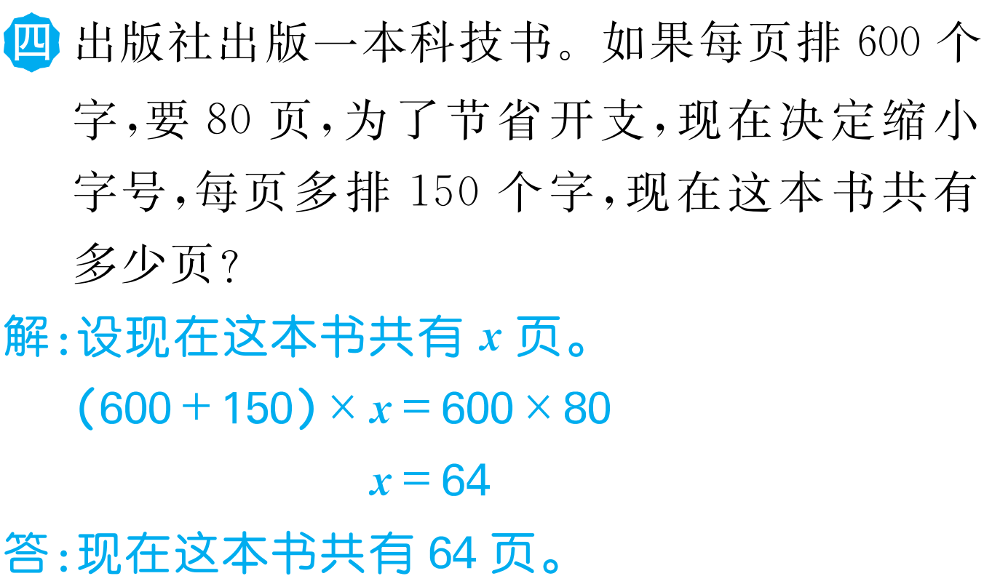 四 出版社出版一本科技书。如果每页排 600 个
字,要 80 页,为了节省开支,现在决定缩小
字号,每页多排 150 个字,现在这本书共有
多少页?
解:设现在这本书共有 x 页。
(600+150)× x=600×80
x=64
答:现在这本书共有 64 页。